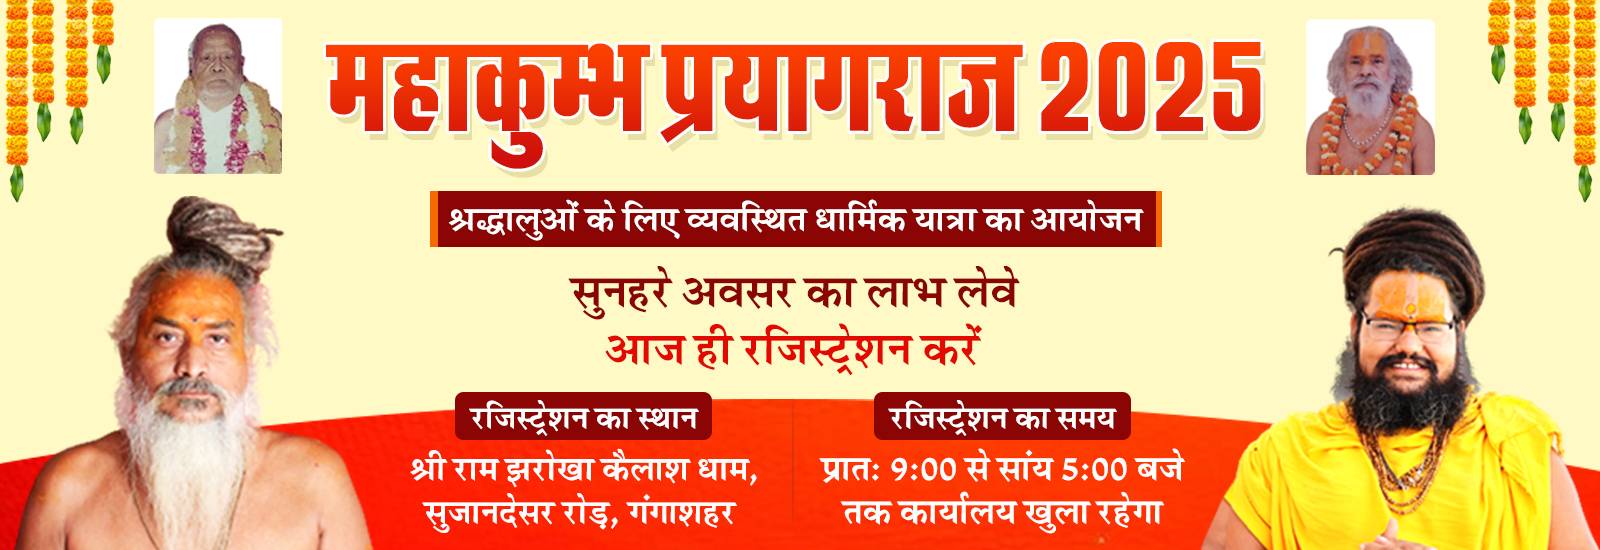 महाकुम्भ प्रयागराज 2025
श्रद्धालुओं के लिए व्यवस्थित धार्मिक यात्रा का आयोजन
सुनहरे अवसर का लाभ लेवे
आज ही रजिस्ट्रेशन करें
रजिस्ट्रेशन का स्थान
श्री राम झरोखा कैलाश धाम,
सुजानदेसर रोड़, गंगाशहर
रजिस्ट्रेशन का समय
प्रातः 9:00 से सांय 5:00 बजे
तक कार्यालय खुला रहेगा